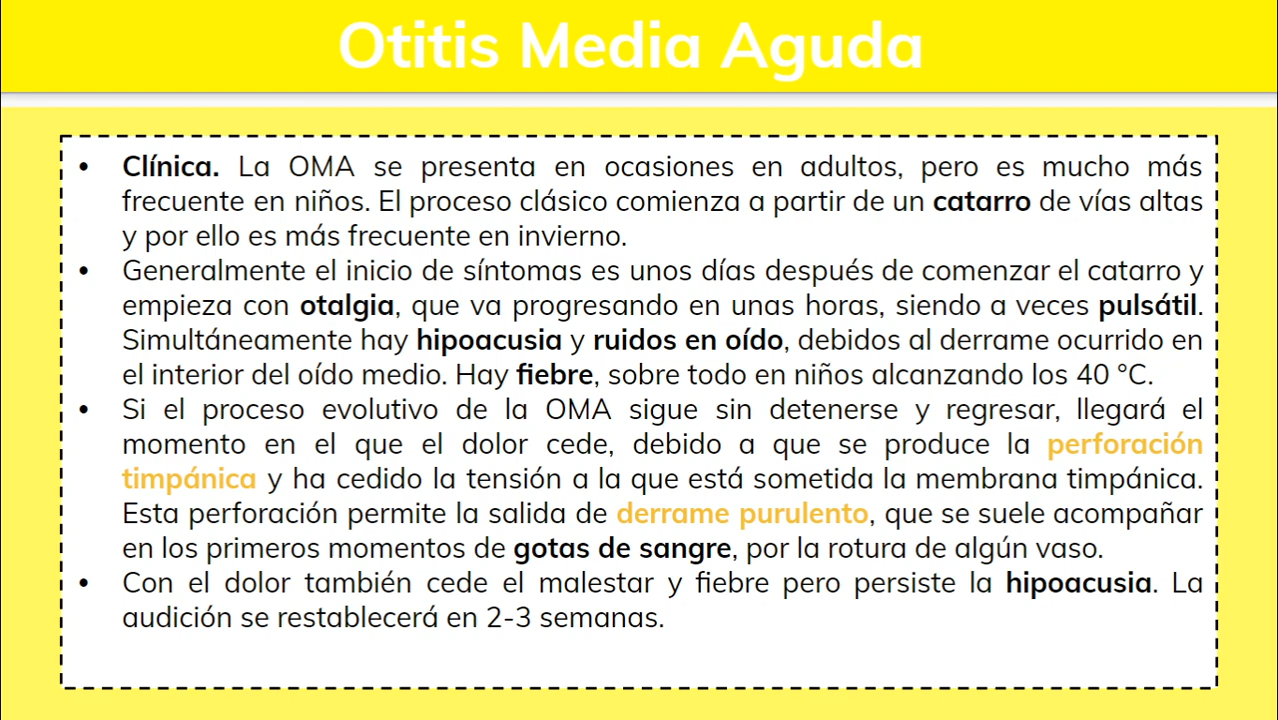 Otitis Media Aguda
• Clínica. La OMA se presenta en ocasiones en adultos, pero es mucho más
frecuente en niños. El proceso clásico comienza a partir de un catarro de vías altas
y por ello es más frecuente en invierno.
• Generalmente el inicio de síntomas es unos días después de comenzar el catarro y
empieza con otalgia, que va progresando en unas horas, siendo a veces pulsátil.
Simultáneamente hay hipoacusia y ruidos en oído, debidos al derrame ocurrido en
el interior del oído medio. Hay fiebre, sobre todo en niños alcanzando los 40 °C.
• Si el proceso evolutivo de la OMA sigue sin detenerse y regresar, llegará el
momento en el que el dolor cede, debido a que se produce la perforación
timpánica y ha cedido la tensión a la que está sometida la membrana timpánica.
Esta perforación permite la salida de derrame purulento, que se suele acompañar
en los primeros momentos de gotas de sangre, por la rotura de algún vaso.
• Con el dolor también cede el malestar y fiebre pero persiste la hipoacusia. La
audición se restablecerá en 2-3 semanas.